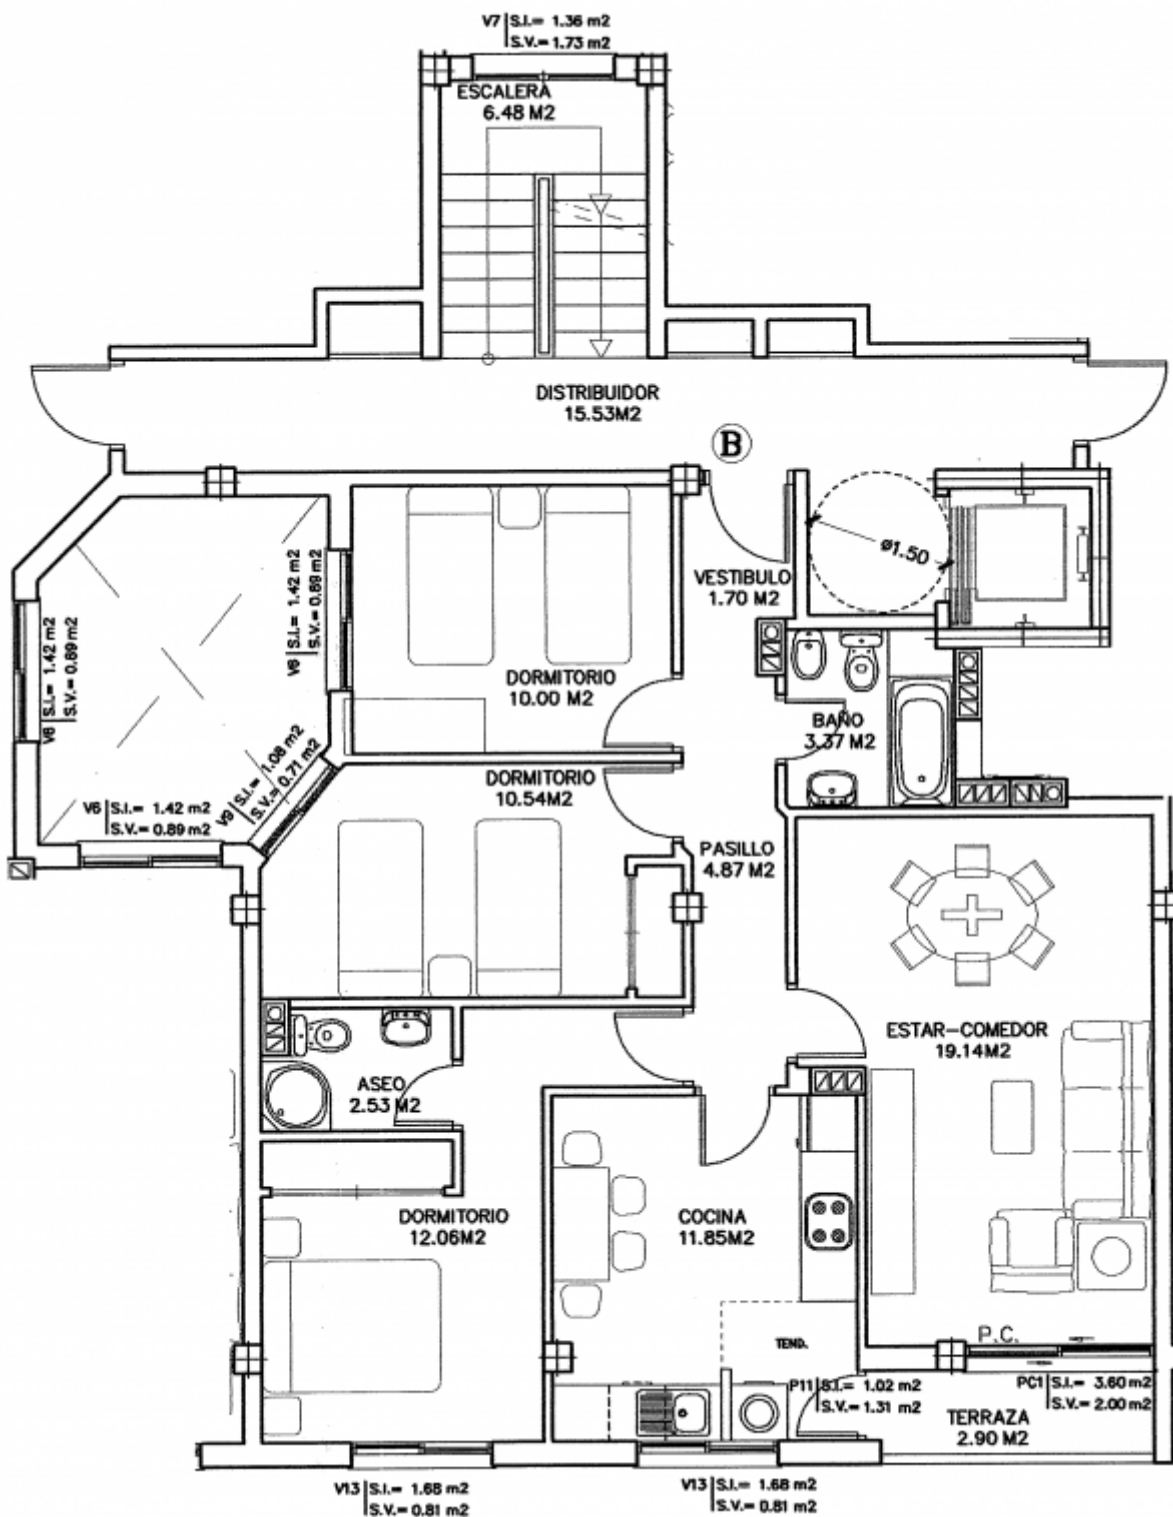 V7 S.I.= 1.36 m2
S.V.= 1.73 m2
ESCALERA
6.48 M2
DISTRIBUIDOR
15.53M2
B
ø1.50
VESTIBULO
1.70 M2
V6 S.I.= 1.42 m2
S.V.= 0.89 m2
V6 S.I.= 1.42 m2
S.V.= 0.89 m2
DORMITORIO
10.00 M2
BAÑO
3.37 M2
V9 S.I.= 1.08 m2
S.V.= 0.71 m2
V6 S.I.= 1.42 m2
S.V.= 0.89 m2
DORMITORIO
10.54M2
PASILLO
4.87 M2
ESTAR-COMEDOR
19.14M2
ASEO
2.53 M2
DORMITORIO
12.06M2
COCINA
11.85M2
TEND.
P.C.
P11 S.I.= 1.02 m2
S.V.= 1.31 m2
PC1 S.I.= 3.60 m2
S.V.= 2.00 m2
TERRAZA
2.90 M2
V13 S.I.= 1.68 m2
S.V.= 0.81 m2
V13 S.I.= 1.68 m2
S.V.= 0.81 m2